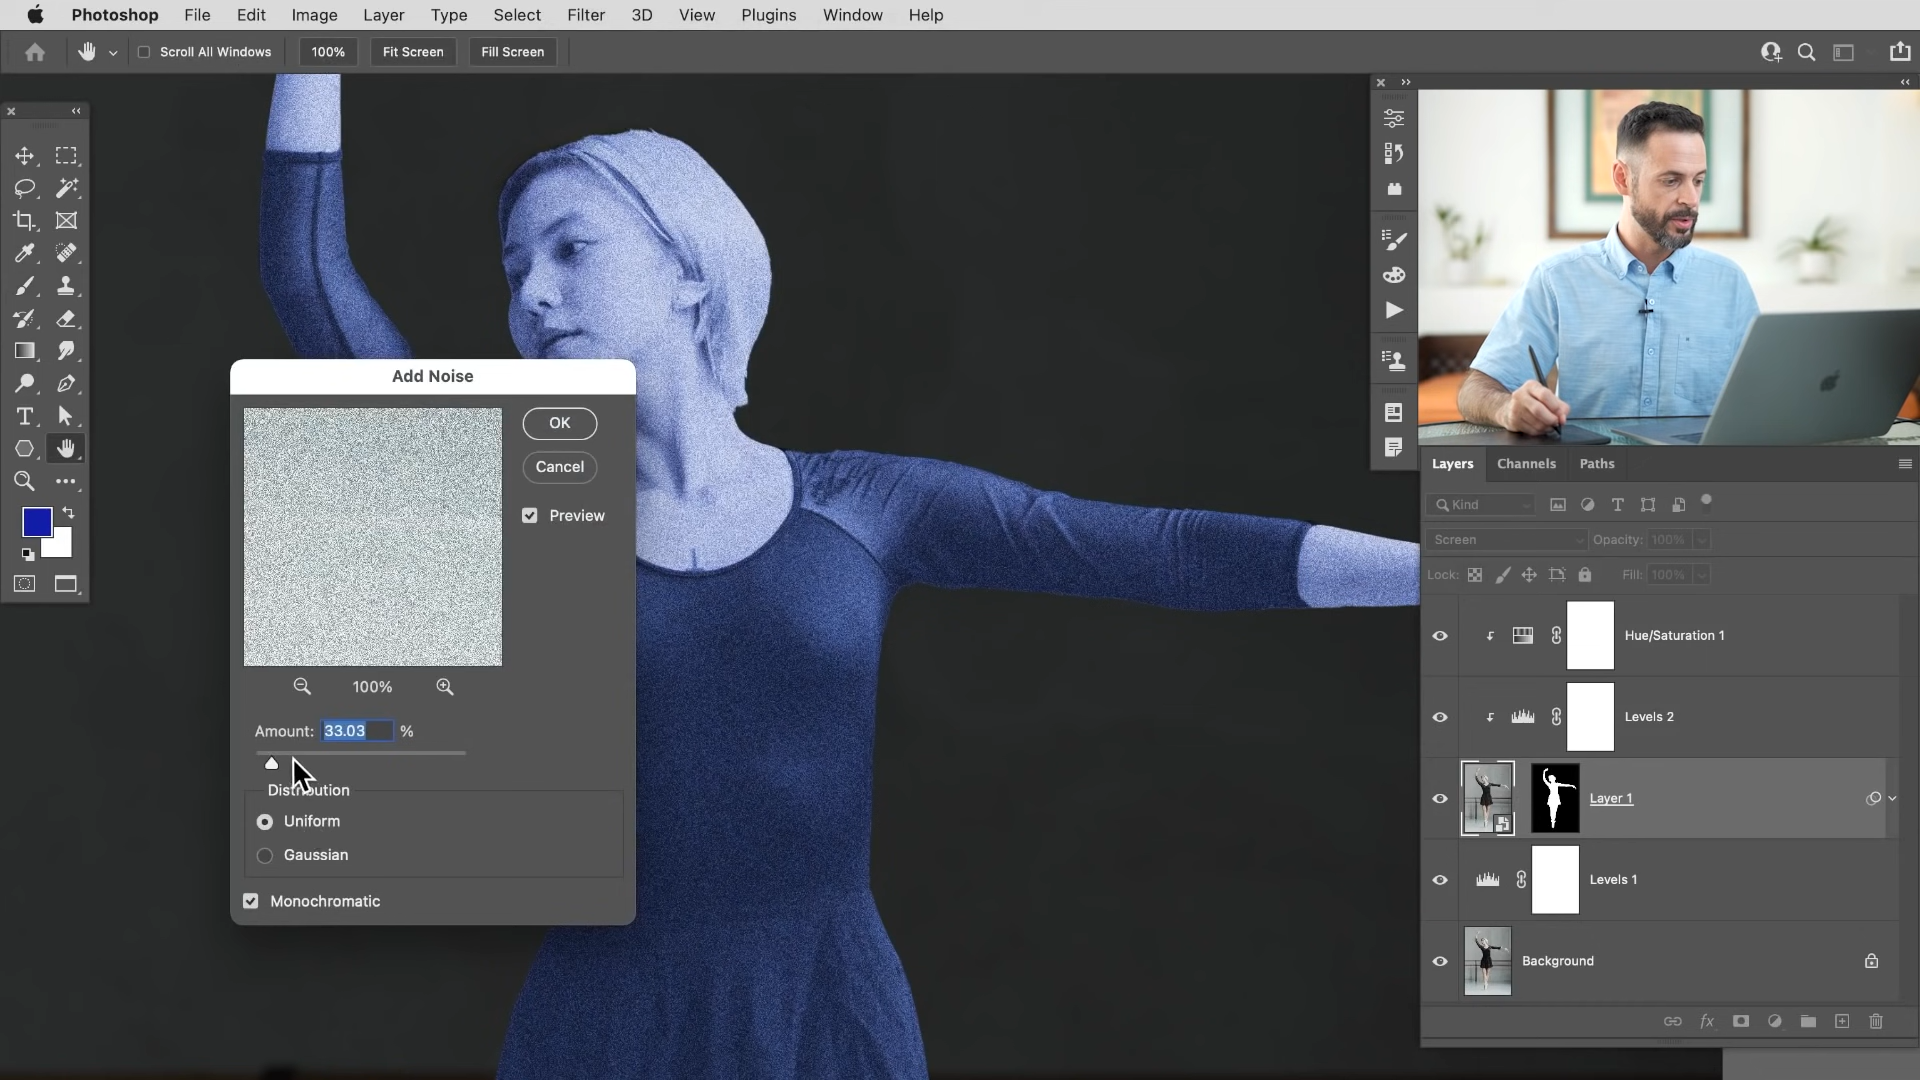 Photoshop File Edit Image Layer Type Select Filter 3D View Plugins Window Help
Scroll All Windows 100% Fit Screen Fill Screen
Add Noise
OK
Cancel
Preview
100%
Amount: 33.03 %
Distribution
Uniform
Gaussian
Monochromatic
Layers Channels Paths
Kind
Screen Opacity: 100%
Lock: Fill: 100%
Hue/Saturation 1
Levels 2
Layer 1
Levels 1
Background